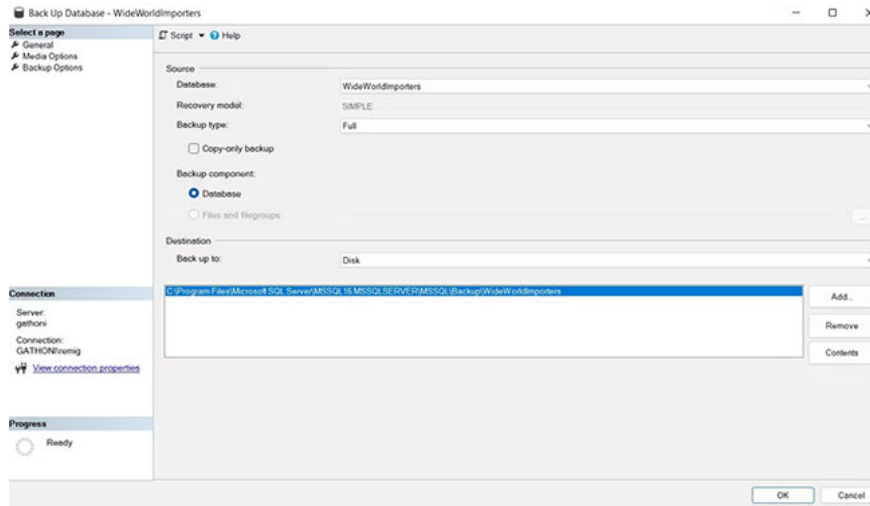 Back Up Database - WideWorldImporters
Select a page
General
Media Options
Backup Options
Script
Help
Source
Database:
WideWorldImporters
Recovery model:
SIMPLE
Backup type:
Full
Copy-only backup
Backup component:
Database
Files and filegroups:
...
Destination
Back up to:
Disk
C:\Program Files\Microsoft SQL Server\MSSQL16.MSSQLSERVER\MSSQL\Backup\WideWorldImporters
Add...
Remove
Contents
Connection
Server:
gathoni
Connection:
GATHONI\remig
View connection properties
Progress
Ready
OK
Cancel